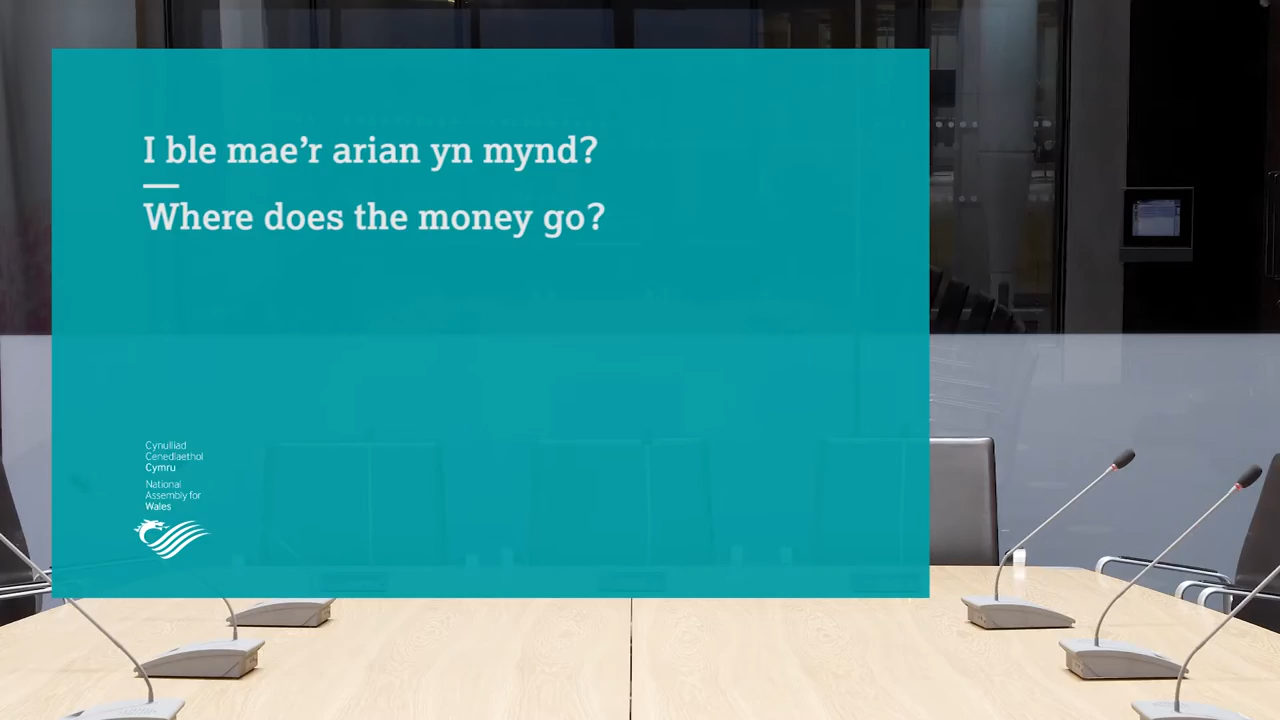 I ble mae'r arian yn mynd?
Where does the money go?
Cynulliad
Cenedlaethol
Cymru
National
Assembly for
Wales